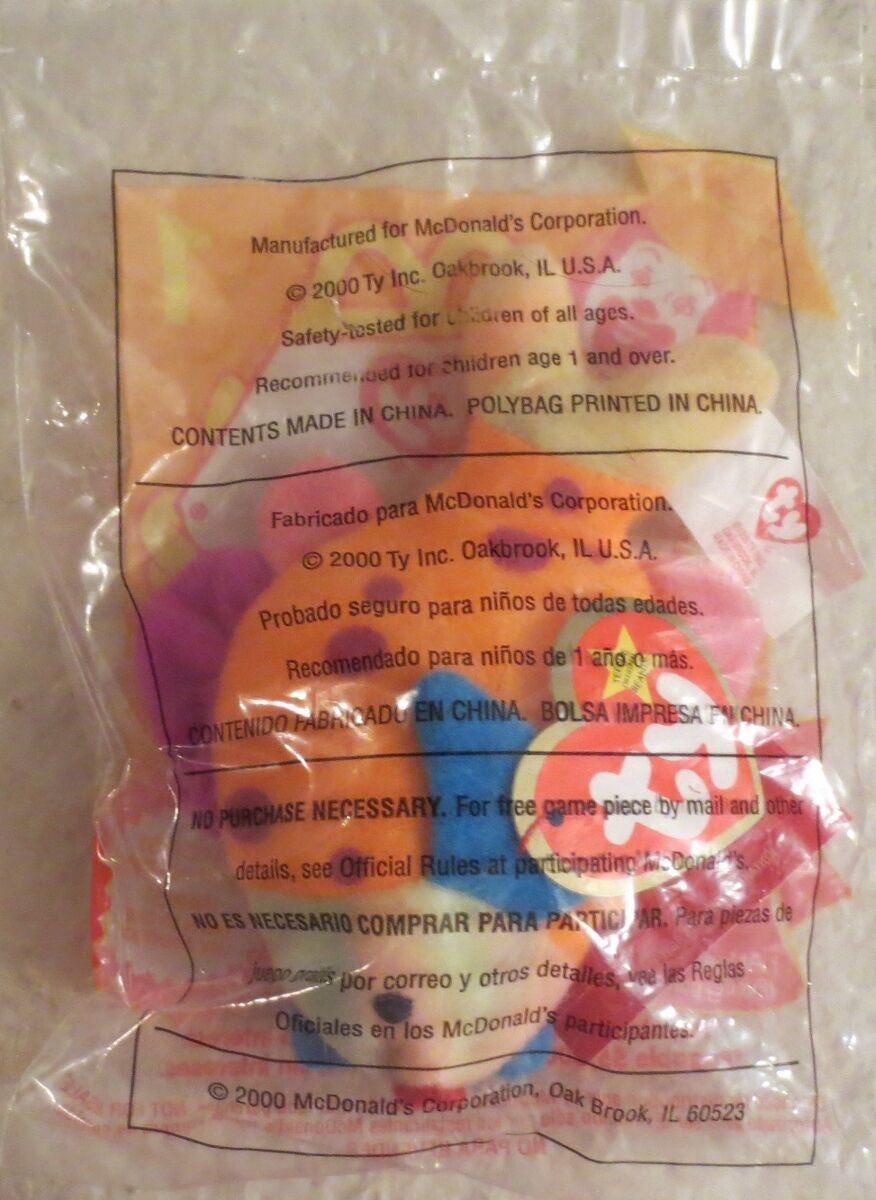 Manufactured for McDonald's Corporation.
© 2000 Ty Inc. Oakbrook, IL U.S.A.
Safety-tested for children of all ages.
Recommended for children age 1 and over.
CONTENTS MADE IN CHINA. POLYBAG PRINTED IN CHINA.
Fabricado para McDonald's Corporation.
© 2000 Ty Inc. Oakbrook, IL U.S.A.
Probado seguro para niños de todas edades.
Recomendado para niños de 1 año o más.
CONTENIDO FABRICADO EN CHINA. BOLSA IMPRESA EN CHINA.
ty
NO PURCHASE NECESSARY. For free game piece by mail and other
details, see Official Rules at participating McDonald's.
NO ES NECESARIO COMPRAR PARA PARTICIPAR. Para piezas de
juego gratis por correo y otros detalles, vea las Reglas
Oficiales en los McDonald's participantes.
© 2000 McDonald's Corporation, Oak Brook, IL 60523
NO PARA REVENDER